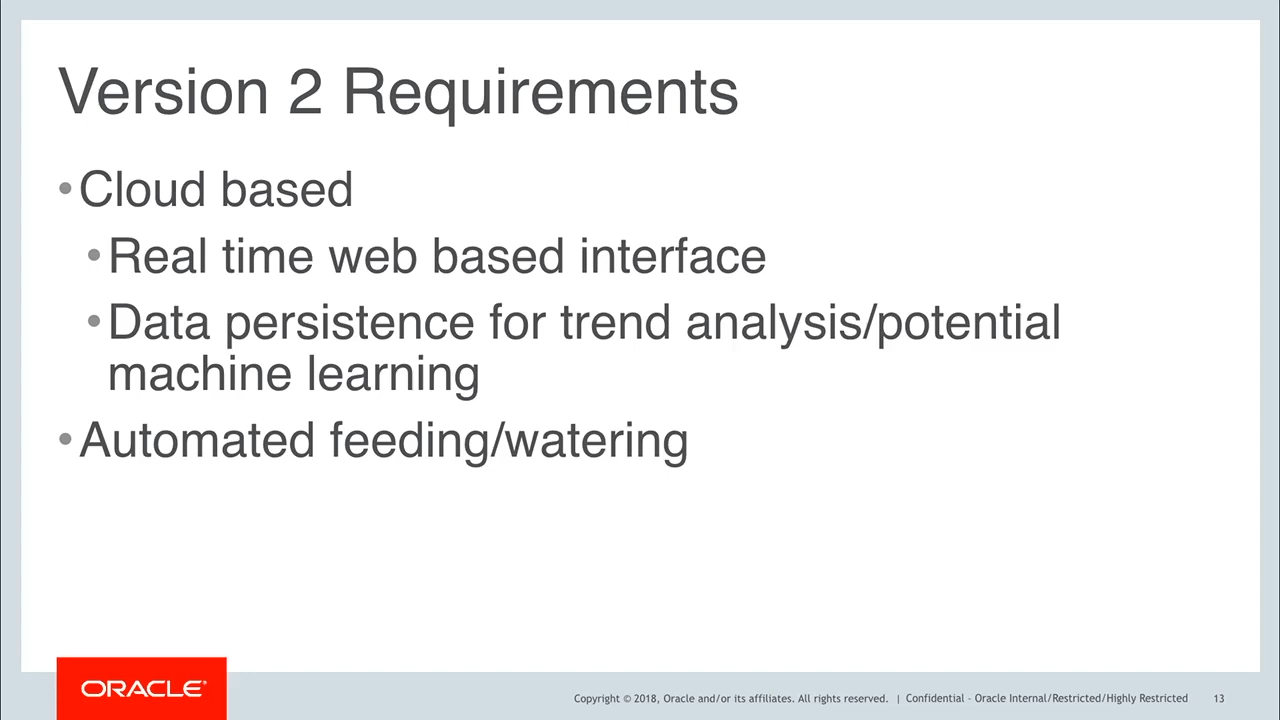 Version 2 Requirements
•Cloud based
•Real time web based interface
•Data persistence for trend analysis/potential
machine learning
•Automated feeding/watering
ORACLE®
Copyright © 2018, Oracle and/or its affiliates. All rights reserved. | Confidential – Oracle Internal/Restricted/Highly Restricted 13